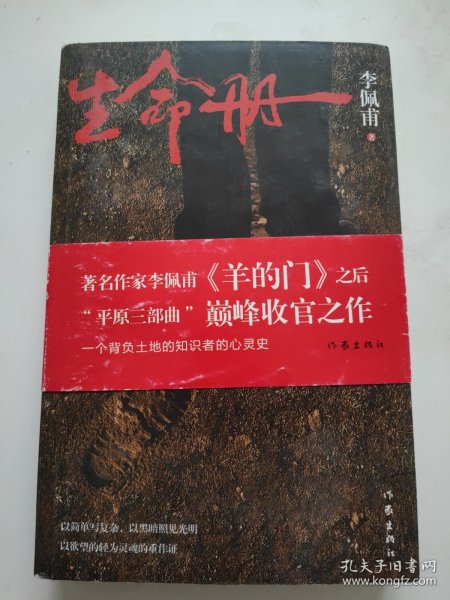 生命册
李佩甫
著
著名作家李佩甫《羊的门》之后
“平原三部曲”巅峰收官之作
一个背负土地的知识者的心灵史
作家出版社
以简单写复杂，以黑暗照见光明
以欲望的轻为灵魂的重作证
作家出版社
孔夫子旧书网
www.kongfz.com